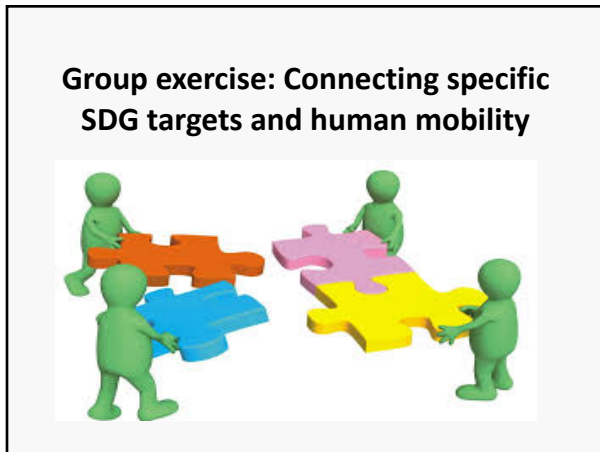 Group exercise: Connecting specific
SDG targets and human mobility